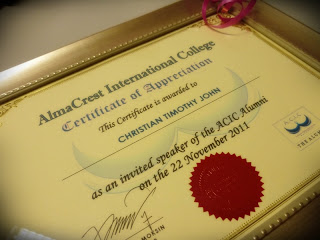 AlmaCrest International College
Certificate of Appreciation
This Certificate is awarded to
CHRISTIAN TIMOTHY JOHN
as an invited speaker of the ACIC Alumni
on the 22 November 2011